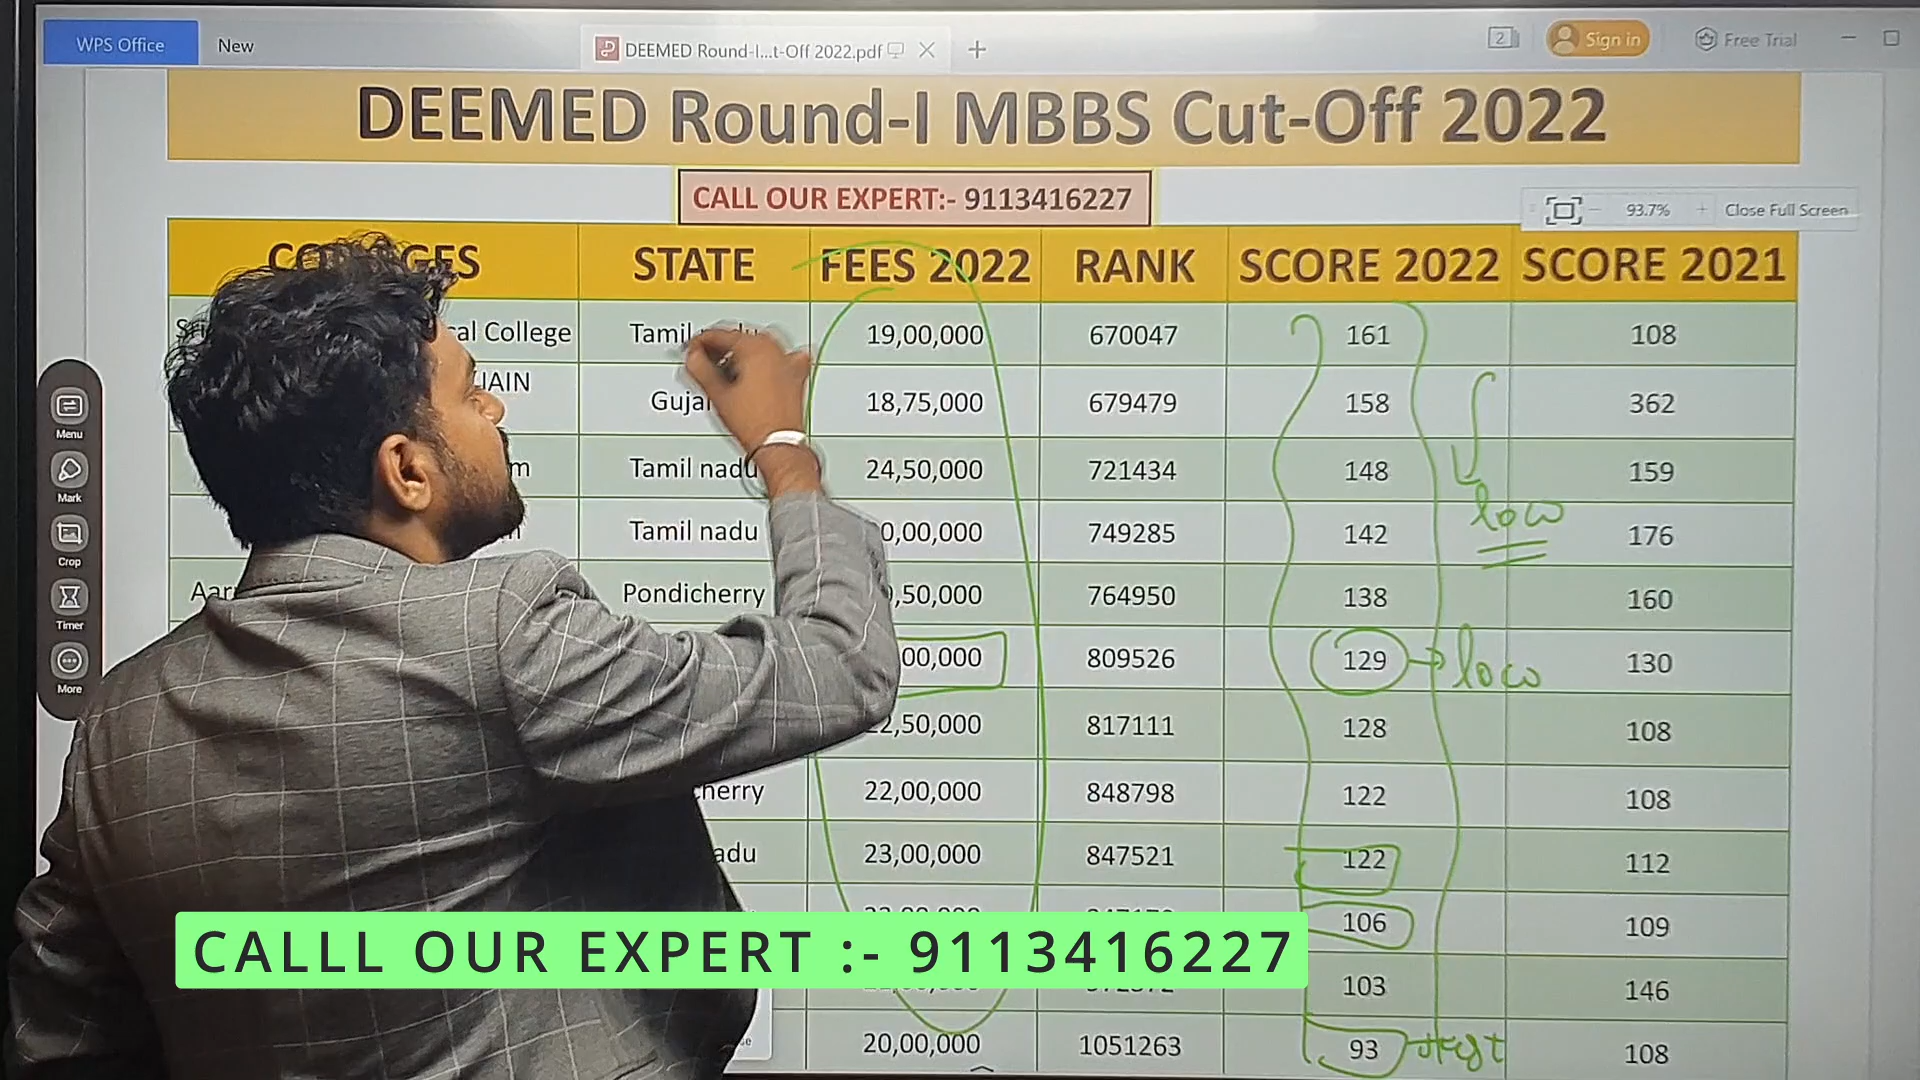 WPS Office New DEEMED Round-I...t-Off 2022.pdf 2 Sign in Free Trial
DEEMED Round-I MBBS Cut-Off 2022
CALL OUR EXPERT:- 9113416227
93.7% Close Full Screen
STATE FEES 2022 RANK SCORE 2022 SCORE 2021
College 19,00,000 670047 161 108
18,75,000 679479 158 362
Menu
Tamil nadu 24,50,000 721434 148 159
Mark
low
Tamil nadu 749285 142 176
Crop
Pondicherry 764950 138 160
Timer
809526 129 low 130
More
817111 128 108
22,00,000 848798 122 108
23,00,000 847521 122 112
106 109
CALLL OUR EXPERT :- 9113416227
103 146
20,00,000 1051263 93 108